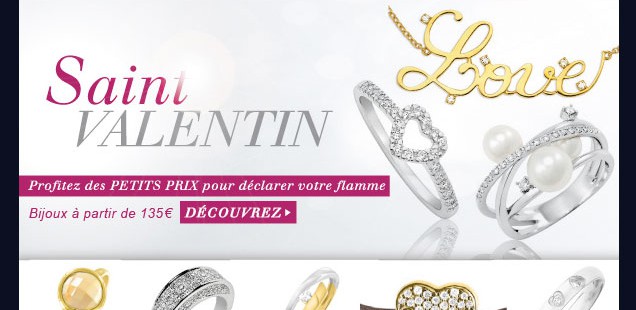 Saint
VALENTIN
Love
Profitez des PETITS PRIX pour déclarer votre flamme
Bijoux à partir de 135€ DÉCOUVREZ